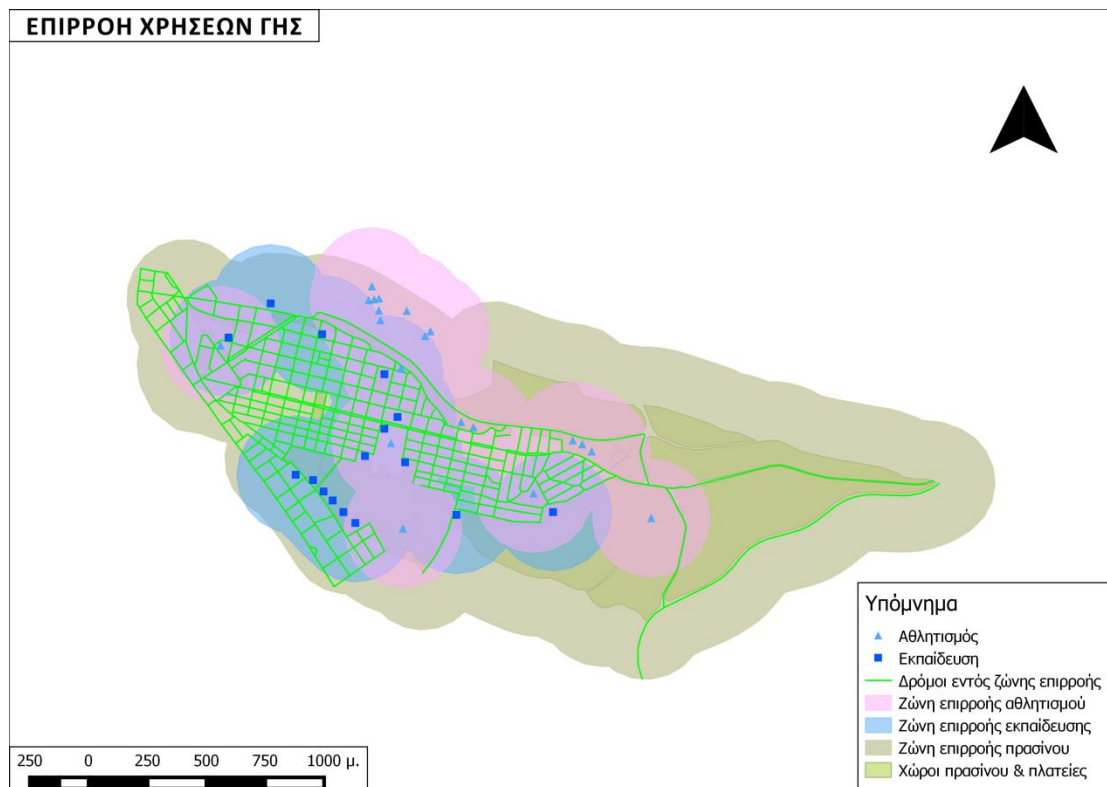 ΕΠΙΡΡΟΗ ΧΡΗΣΕΩΝ ΓΗΣ
Υπόμνημα
Αθλητισμός
Εκπαίδευση
Δρόμοι εντός ζώνης επιρροής
Ζώνη επιρροής αθλητισμού
Ζώνη επιρροής εκπαίδευσης
Ζώνη επιρροής πρασίνου
Χώροι πρασίνου & πλατείες
250 0 250 500 750 1000 μ.